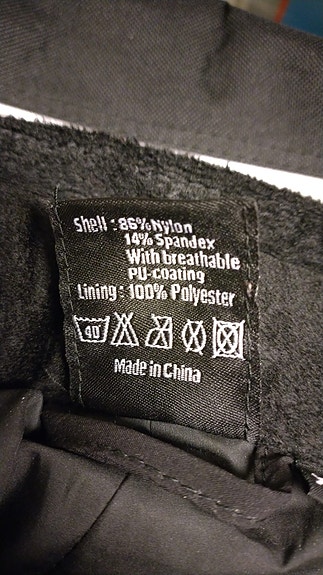 Shell : 86%Nylon
14% Spandex
With breathable
PU-coating
Lining : 100% Polyester
40
Made in China